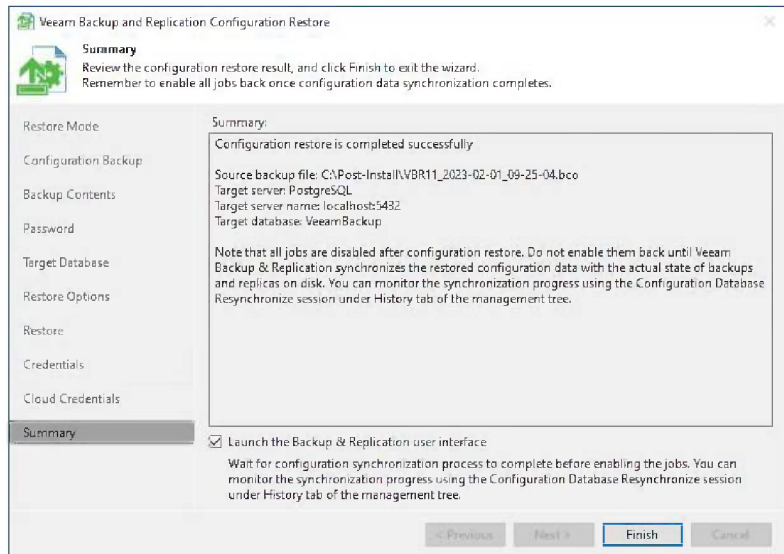 Veeam Backup and Replication Configuration Restore
Summary
Review the configuration restore result, and click Finish to exit the wizard.
Remember to enable all jobs back once configuration data synchronization completes.
Restore Mode
Configuration Backup
Backup Contents
Password
Target Database
Restore Options
Restore
Credentials
Cloud Credentials
Summary
Summary:
Configuration restore is completed successfully
Source backup file: C:\Post-Install\VBR11_2023-02-01_09-25-04.bco
Target server: PostgreSQL
Target server name: localhost:5432
Target database: VeeamBackup
Note that all jobs are disabled after configuration restore. Do not enable them back until Veeam
Backup & Replication synchronizes the restored configuration data with the actual state of backups
and replicas on disk. You can monitor the synchronization progress using the Configuration Database
Resynchronize session under History tab of the management tree.
Launch the Backup & Replication user interface
Wait for configuration synchronization process to complete before enabling the jobs. You can
monitor the synchronization progress using the Configuration Database Resynchronize session
under History tab of the management tree.
< Previous Next > Finish Cancel